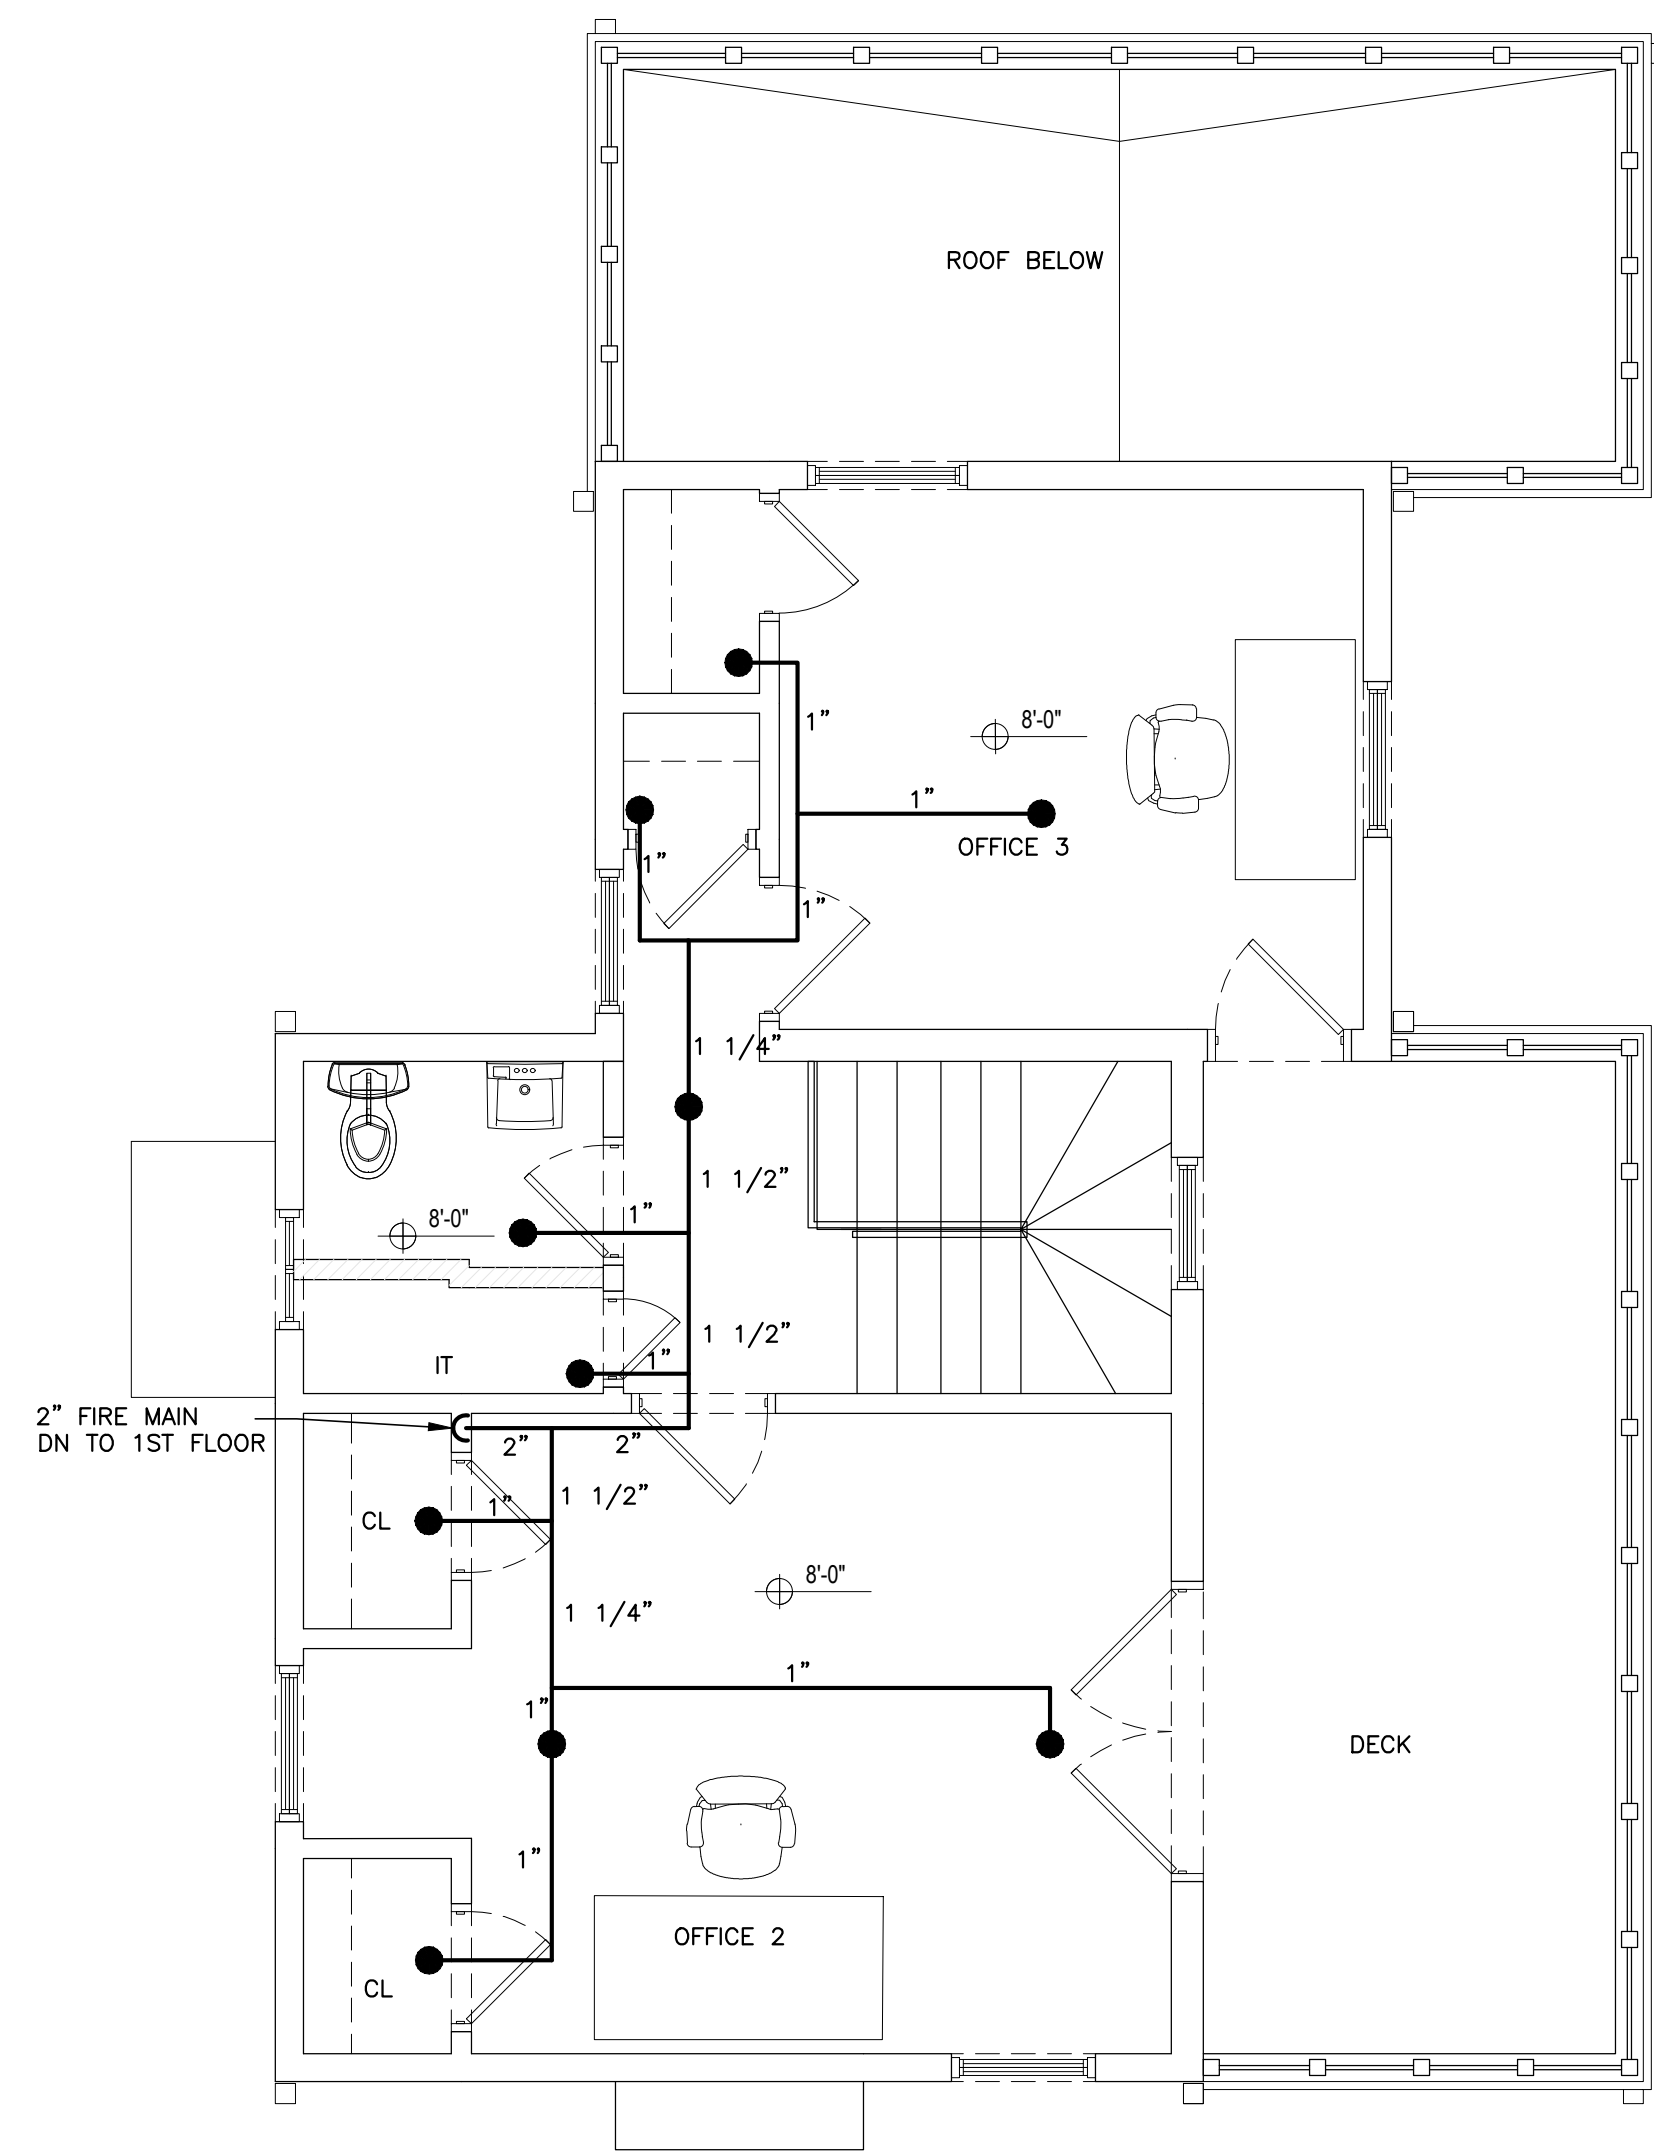 ROOF BELOW
1"
8'-0"
1"
OFFICE 3
1"
1"
1 1/4"
1 1/2"
1"
8'-0"
1 1/2"
1"
IT
2" FIRE MAIN
DN TO 1ST FLOOR
2"
2"
1 1/2"
1"
CL
8'-0"
1 1/4"
1"
1"
DECK
1"
OFFICE 2
CL